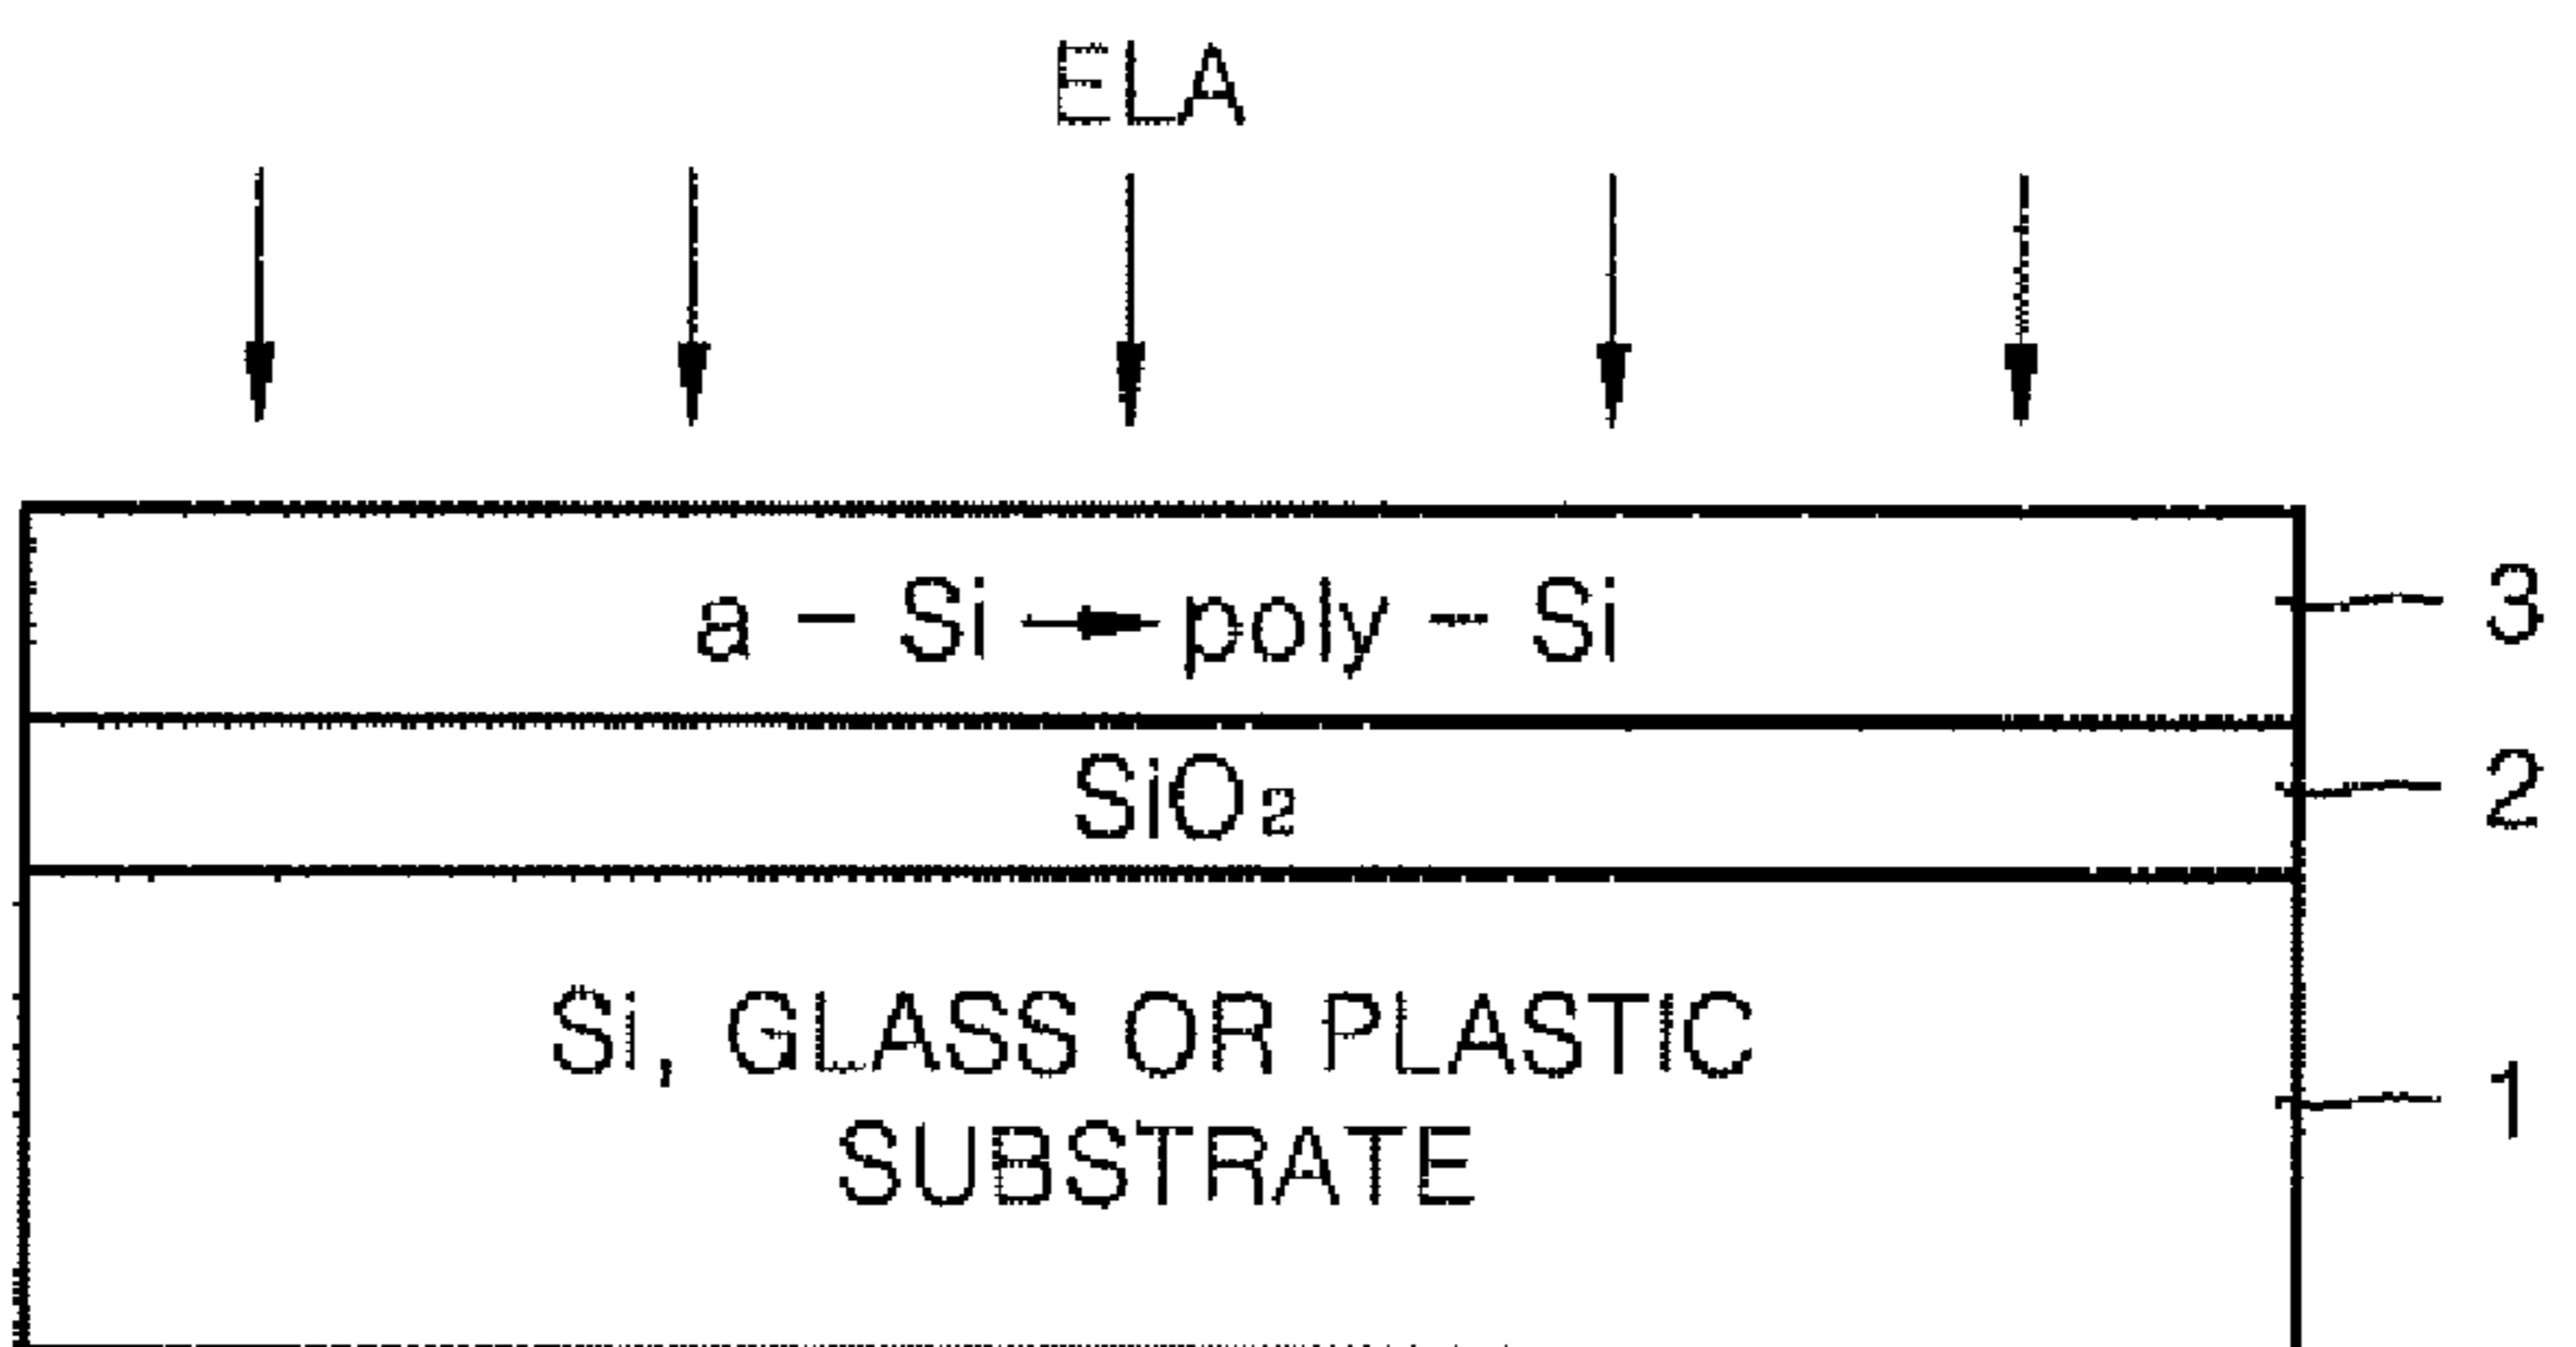 ELA
a – Si → poly – Si
3
SiO₂
2
Si, GLASS OR PLASTIC
SUBSTRATE
1